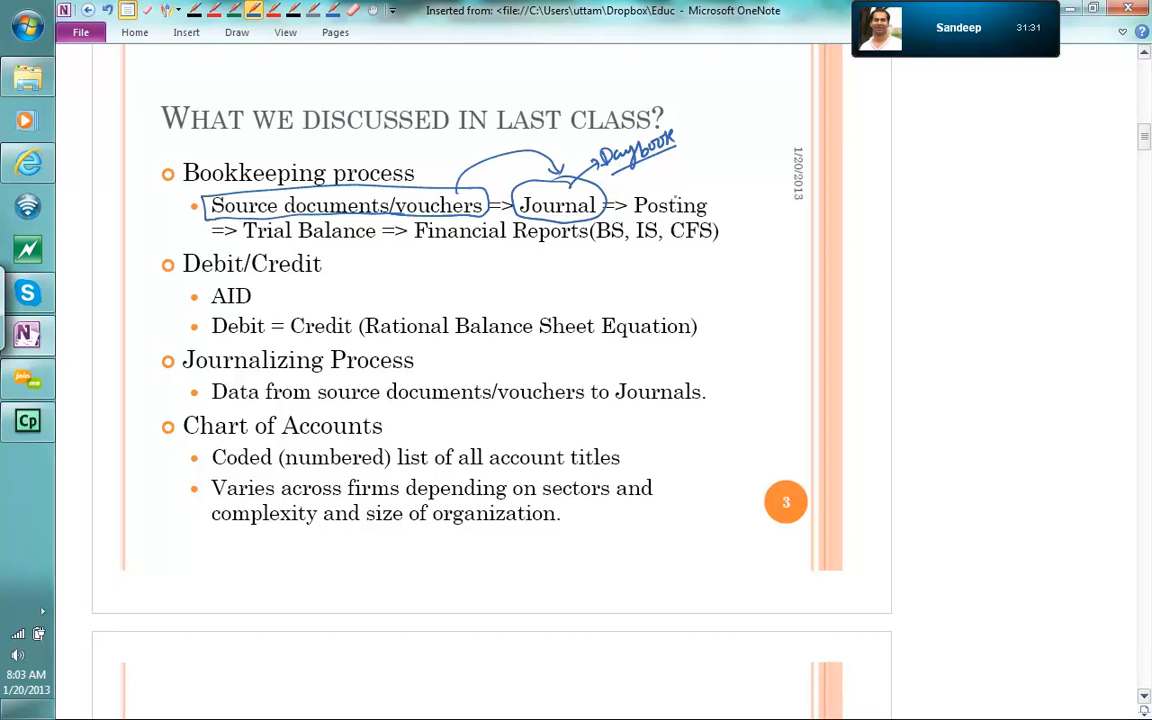 Inserted from: <file://C:\Users\uttam\Dropbox\Educ - Microsoft OneNote
File Home Insert Draw View Pages
Sandeep 31:31
WHAT WE DISCUSSED IN LAST CLASS?
Daybook
1/20/2013
Bookkeeping process
Source documents/vouchers => Journal => Posting
=> Trial Balance => Financial Reports(BS, IS, CFS)
Debit/Credit
AID
Debit = Credit (Rational Balance Sheet Equation)
Journalizing Process
Data from source documents/vouchers to Journals.
Chart of Accounts
Coded (numbered) list of all account titles
Varies across firms depending on sectors and
complexity and size of organization.
3
join
me
Cp
8:03 AM
1/20/2013